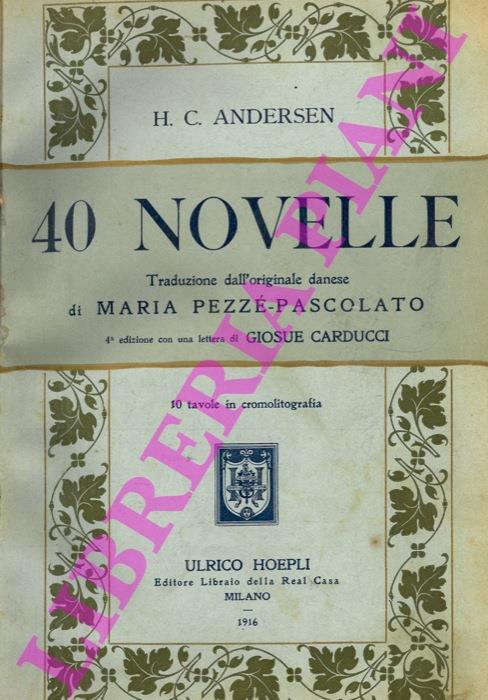 H. C. ANDERSEN
40 NOVELLE
Traduzione dall'originale danese
di MARIA PEZZÉ-PASCOLATO
4ª edizione con una lettera di GIOSUE CARDUCCI
10 tavole in cromolitografia
ULRICO HOEPLI
Editore Libraio della Real Casa
MILANO
1916
LIBRERIA PIANI